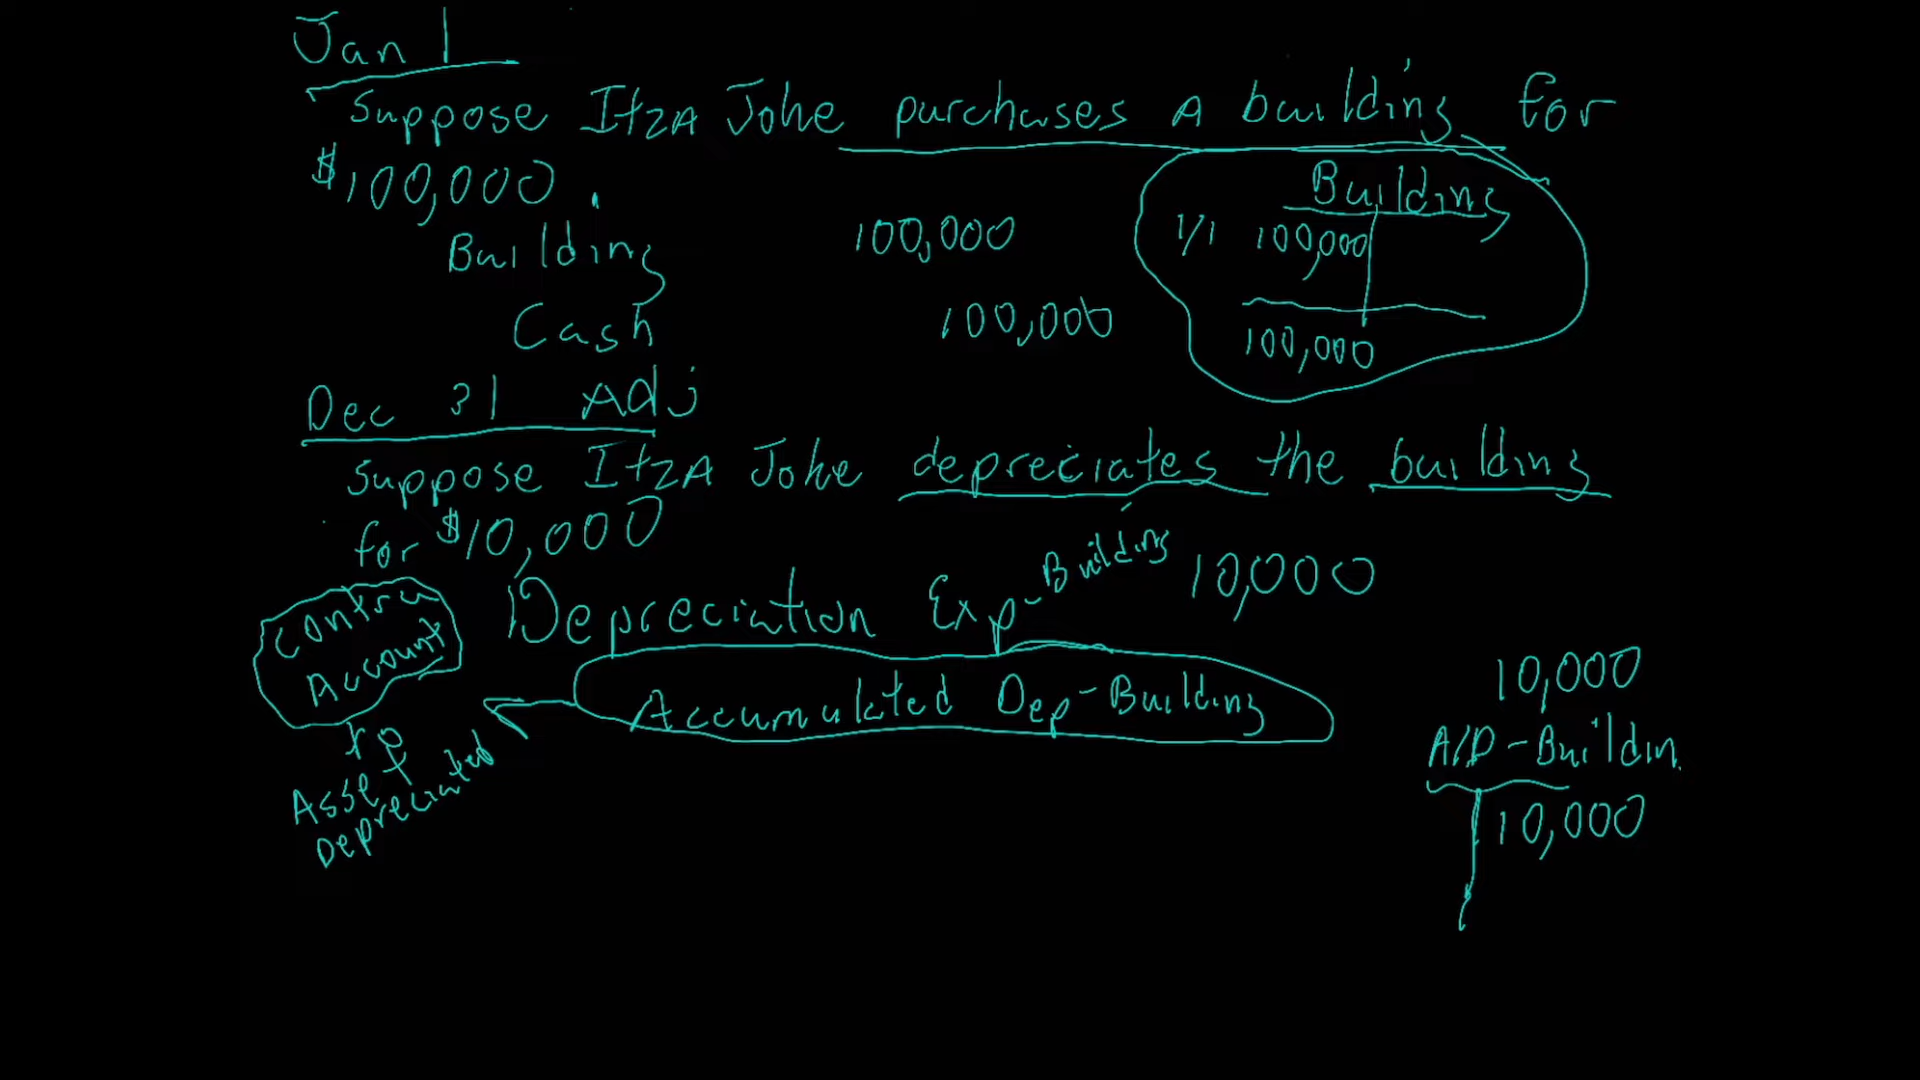 Jan 1
Suppose ItzA Joke purchases A building for
$100,000.
Building 100,000
Cash 100,000
Building
1/1 100,000
100,000
Dec 31 Adj
Suppose ItzA Joke depreciates the building
for $10,000
Depreciation Exp-Building 10,000
Accumulated Dep-Building 10,000
Contra
Account
to
Asset
Depreciated
A/D-Buildin
10,000